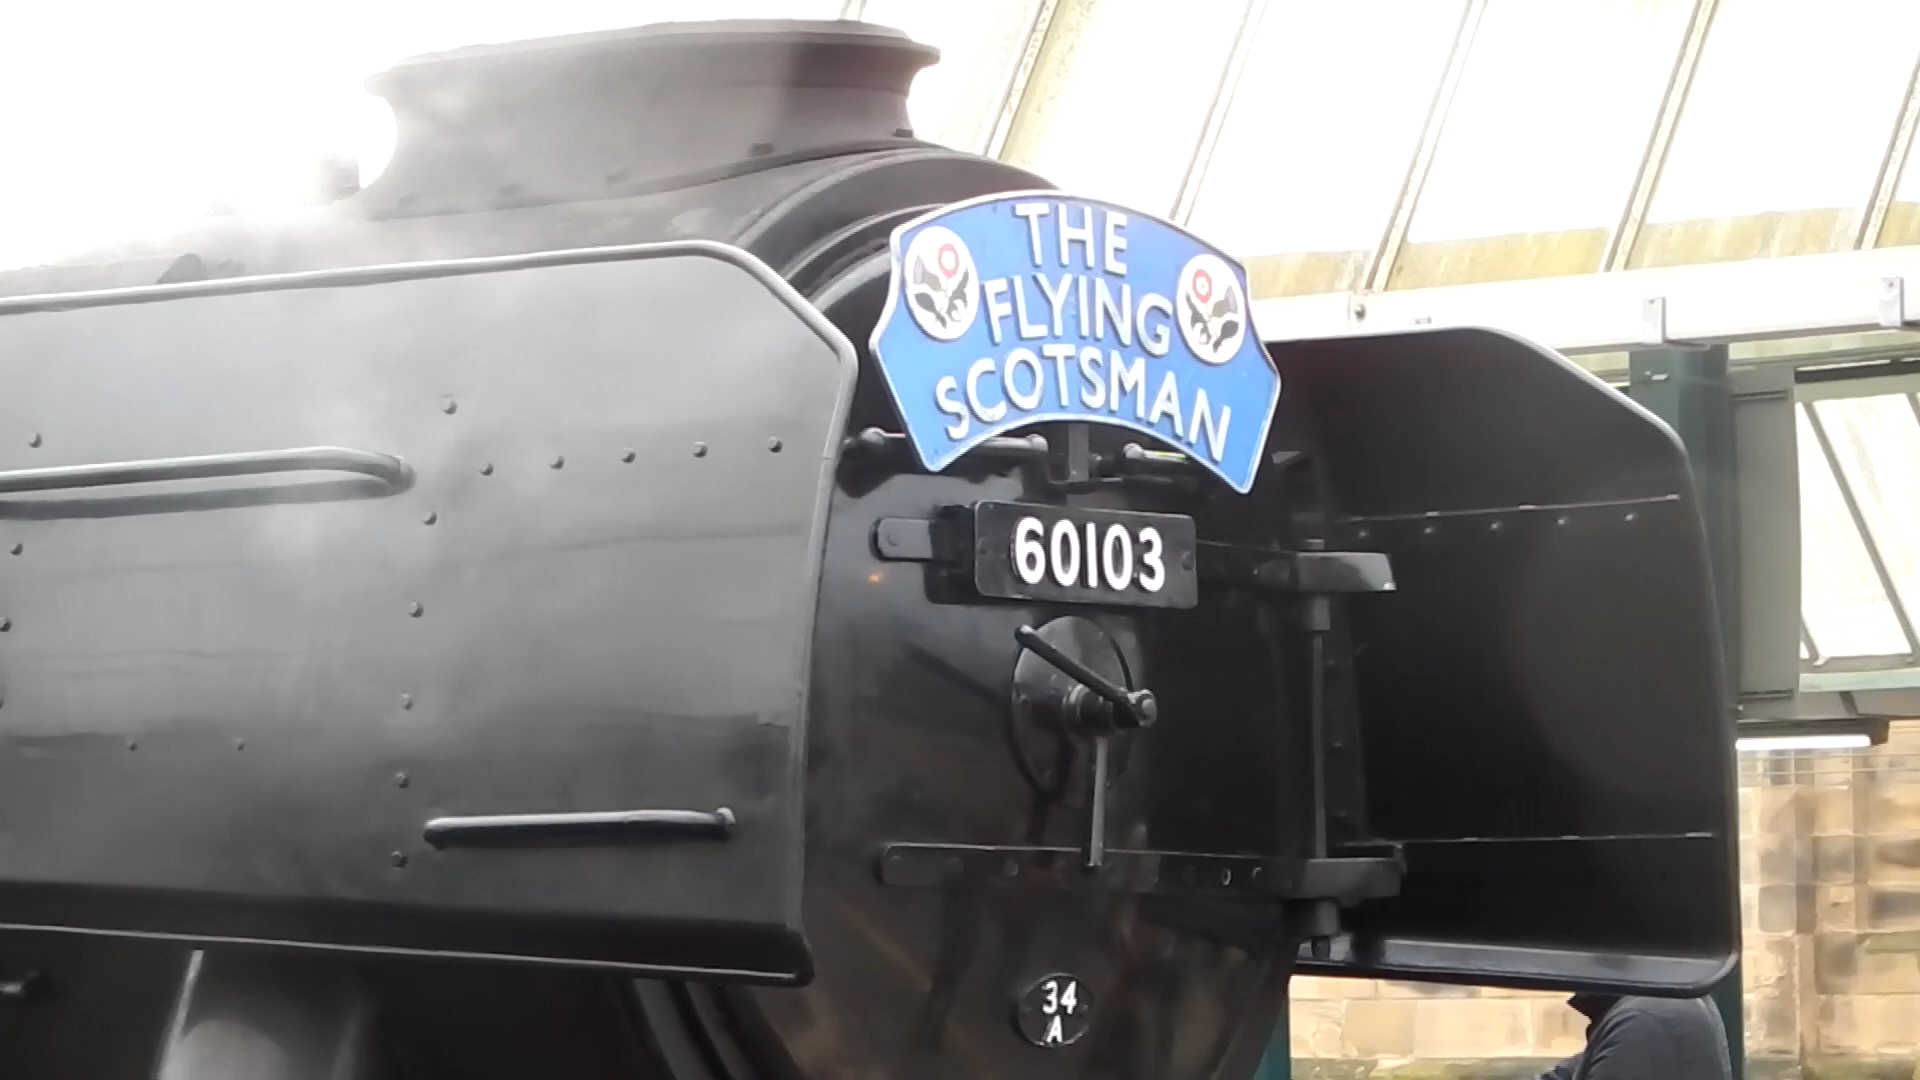 THE
FLYING
SCOTSMAN
60103
34
A